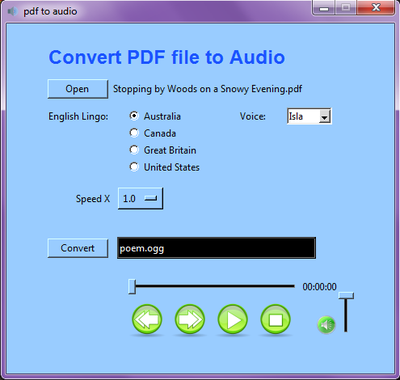 pdf to audio
Convert PDF file to Audio
Open Stopping by Woods on a Snowy Evening.pdf
English Lingo: Australia Voice: Isla
Canada
Great Britain
United States
Speed X 1.0
Convert poem.ogg
00:00:00